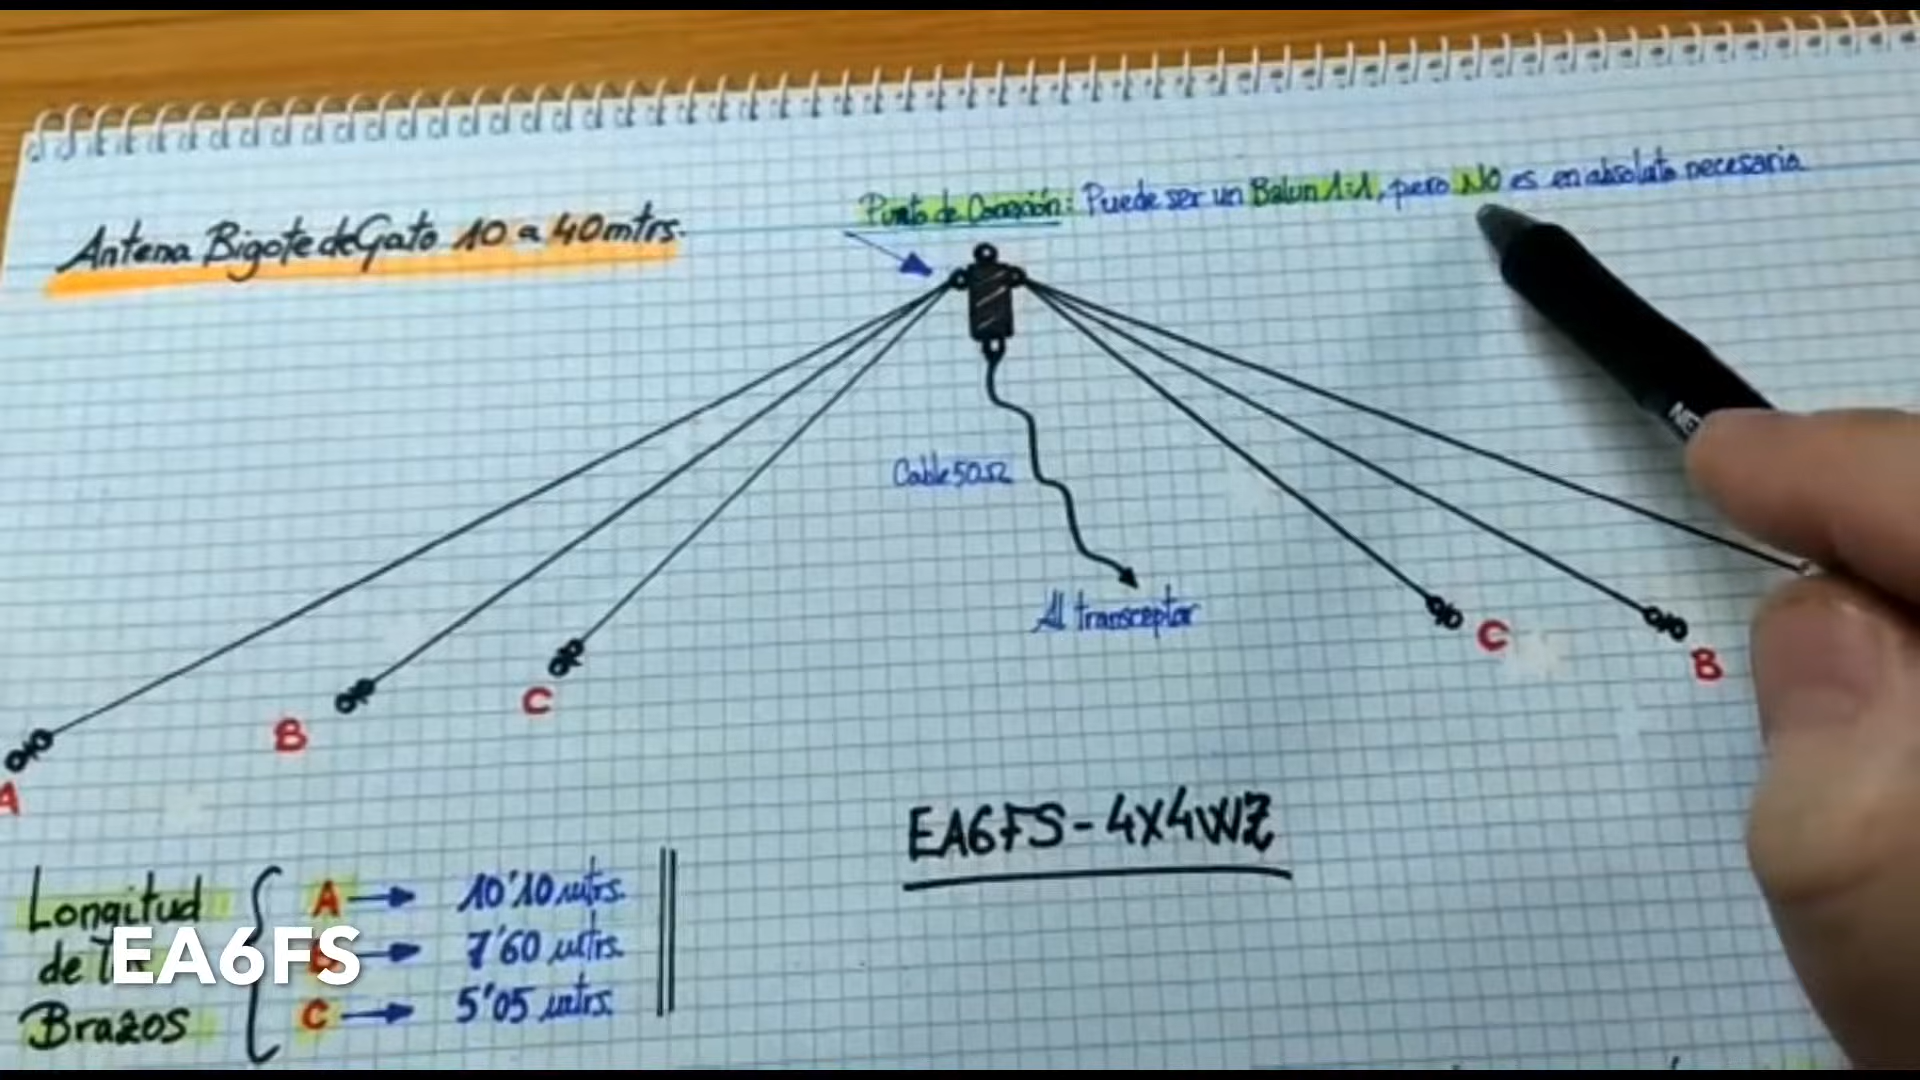 Punto de Conexión: Puede ser un Balun 1:1, pero NO es en absoluto necesario
Antena Bigote de Gato 10 a 40 mtrs.
Cable 50Ω
Al transceptor
C
B
C
B
A
EA6FS-4X4WZ
Longitud
de
Brazos
A → 10'10 mtrs.
→ 7'60 mtrs.
C → 5'05 mtrs.
EA6FS